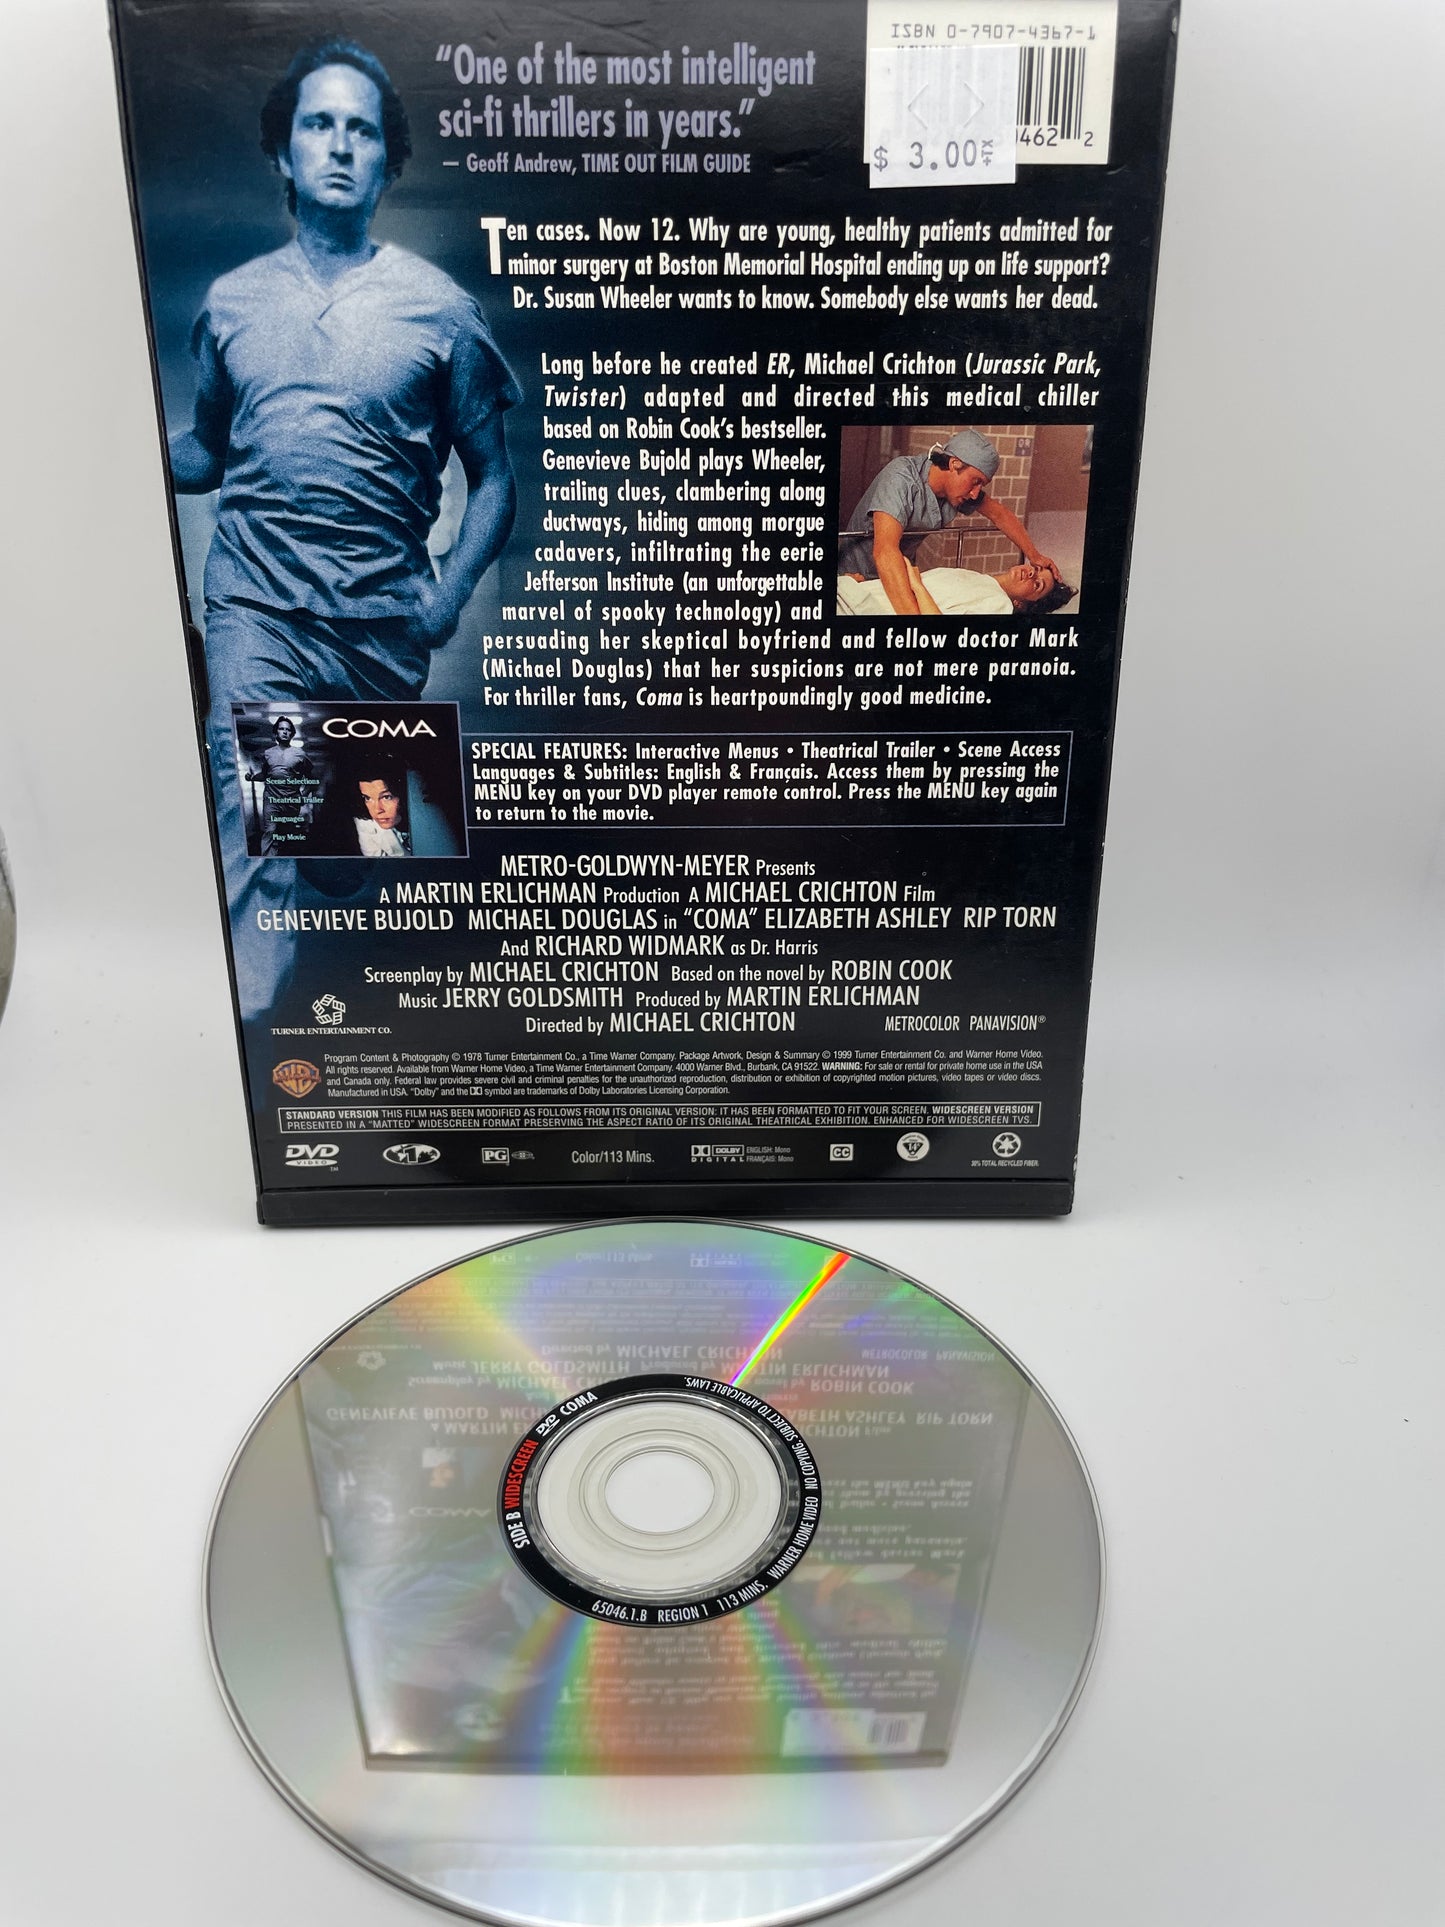 ISBN 0-7907-4367-1
0462 2
$ 3.00 +TX
“One of the most intelligent
sci-fi thrillers in years.”
— Geoff Andrew, TIME OUT FILM GUIDE
Ten cases. Now 12. Why are young, healthy patients admitted for
minor surgery at Boston Memorial Hospital ending up on life support?
Dr. Susan Wheeler wants to know. Somebody else wants her dead.
Long before he created ER, Michael Crichton (Jurassic Park,
Twister) adapted and directed this medical chiller
based on Robin Cook’s bestseller.
Genevieve Bujold plays Wheeler,
trailing clues, clambering along
ductways, hiding among morgue
cadavers, infiltrating the eerie
Jefferson Institute (an unforgettable
marvel of spooky technology) and
persuading her skeptical boyfriend and fellow doctor Mark
(Michael Douglas) that her suspicions are not mere paranoia.
For thriller fans, Coma is heartpoundingly good medicine.
COMA
Scene Selections
Theatrical Trailer
Languages
Play Movie
SPECIAL FEATURES: Interactive Menus • Theatrical Trailer • Scene Access
Languages & Subtitles: English & Français. Access them by pressing the
MENU key on your DVD player remote control. Press the MENU key again
to return to the movie.
METRO-GOLDWYN-MEYER Presents
A MARTIN ERLICHMAN Production A MICHAEL CRICHTON Film
GENEVIEVE BUJOLD MICHAEL DOUGLAS in “COMA” ELIZABETH ASHLEY RIP TORN
And RICHARD WIDMARK as Dr. Harris
Screenplay by MICHAEL CRICHTON Based on the novel by ROBIN COOK
Music JERRY GOLDSMITH Produced by MARTIN ERLICHMAN
Directed by MICHAEL CRICHTON METROCOLOR PANAVISION®
TURNER ENTERTAINMENT CO.
Program Content & Photography © 1978 Turner Entertainment Co., a Time Warner Company. Package Artwork, Design & Summary © 1999 Turner Entertainment Co. and Warner Home Video.
All rights reserved. Available from Warner Home Video, a Time Warner Entertainment Company. 4000 Warner Blvd., Burbank, CA 91522. WARNING: For sale or rental for private home use in the USA
and Canada only. Federal law provides severe civil and criminal penalties for the unauthorized reproduction, distribution or exhibition of copyrighted motion pictures, video tapes or video discs.
Manufactured in USA. “Dolby” and the DD symbol are trademarks of Dolby Laboratories Licensing Corporation.
STANDARD VERSION THIS FILM HAS BEEN MODIFIED AS FOLLOWS FROM ITS ORIGINAL VERSION: IT HAS BEEN FORMATTED TO FIT YOUR SCREEN. WIDESCREEN VERSION
PRESENTED IN A “MATTED” WIDESCREEN FORMAT PRESERVING THE ASPECT RATIO OF ITS ORIGINAL THEATRICAL EXHIBITION. ENHANCED FOR WIDESCREEN TVS.
DVD VIDEO TM 1 PG Color/113 Mins. DOLBY DIGITAL ENGLISH: Mono FRANÇAIS: Mono CC 14 30% TOTAL RECYCLED FIBER.
SIDE B WIDESCREEN DVD COMA
65046.1.B REGION 1 113 MINS. WARNER HOME VIDEO NO COPYING. SUBJECT TO APPLICABLE LAWS.